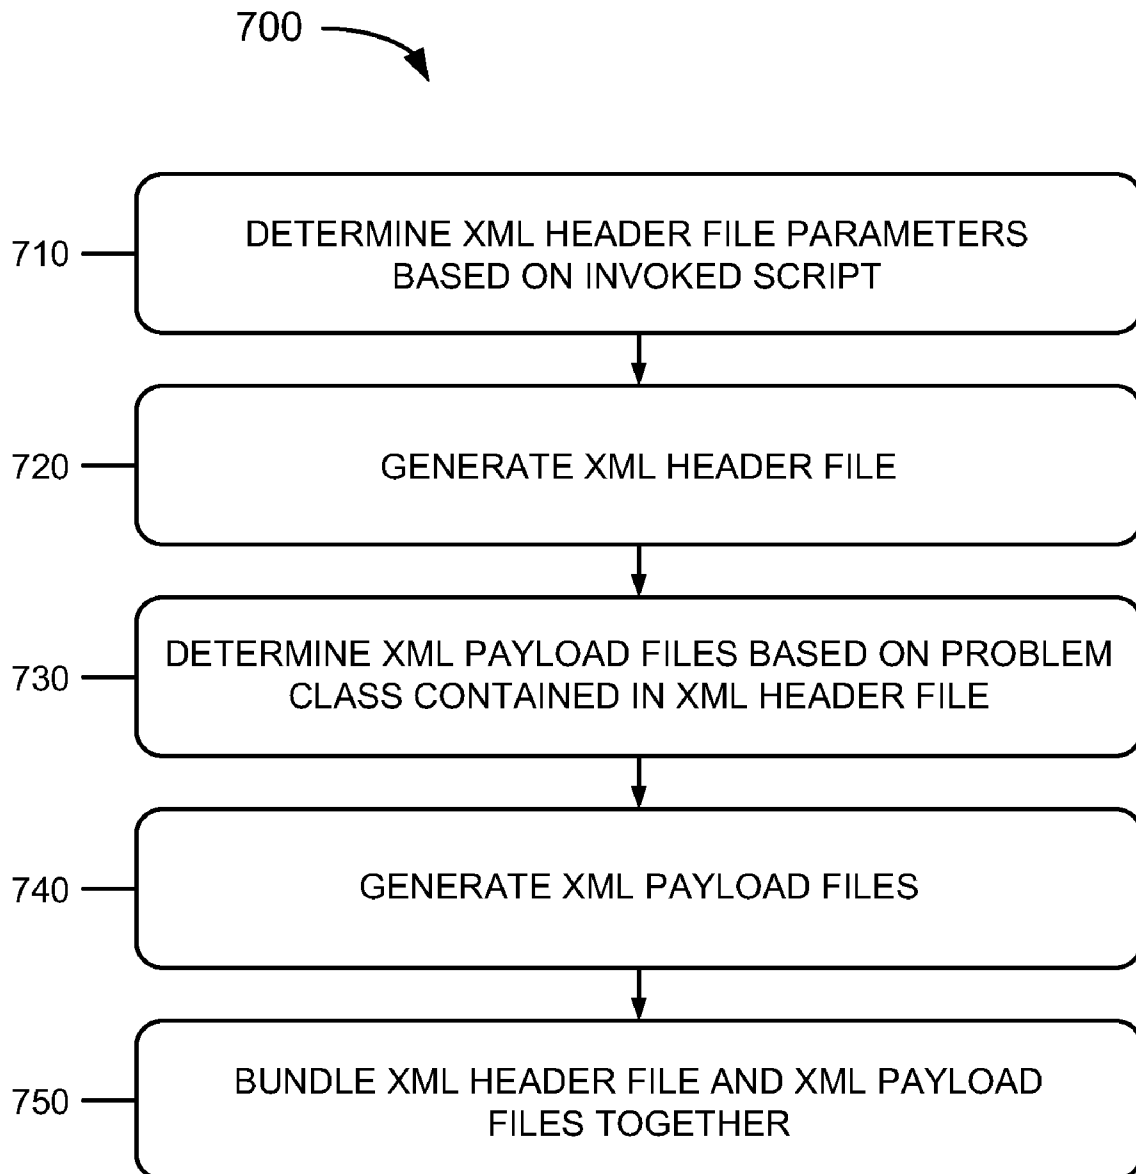 700
710
DETERMINE XML HEADER FILE PARAMETERS
BASED ON INVOKED SCRIPT
720
GENERATE XML HEADER FILE
730
DETERMINE XML PAYLOAD FILES BASED ON PROBLEM
CLASS CONTAINED IN XML HEADER FILE
740
GENERATE XML PAYLOAD FILES
750
BUNDLE XML HEADER FILE AND XML PAYLOAD
FILES TOGETHER